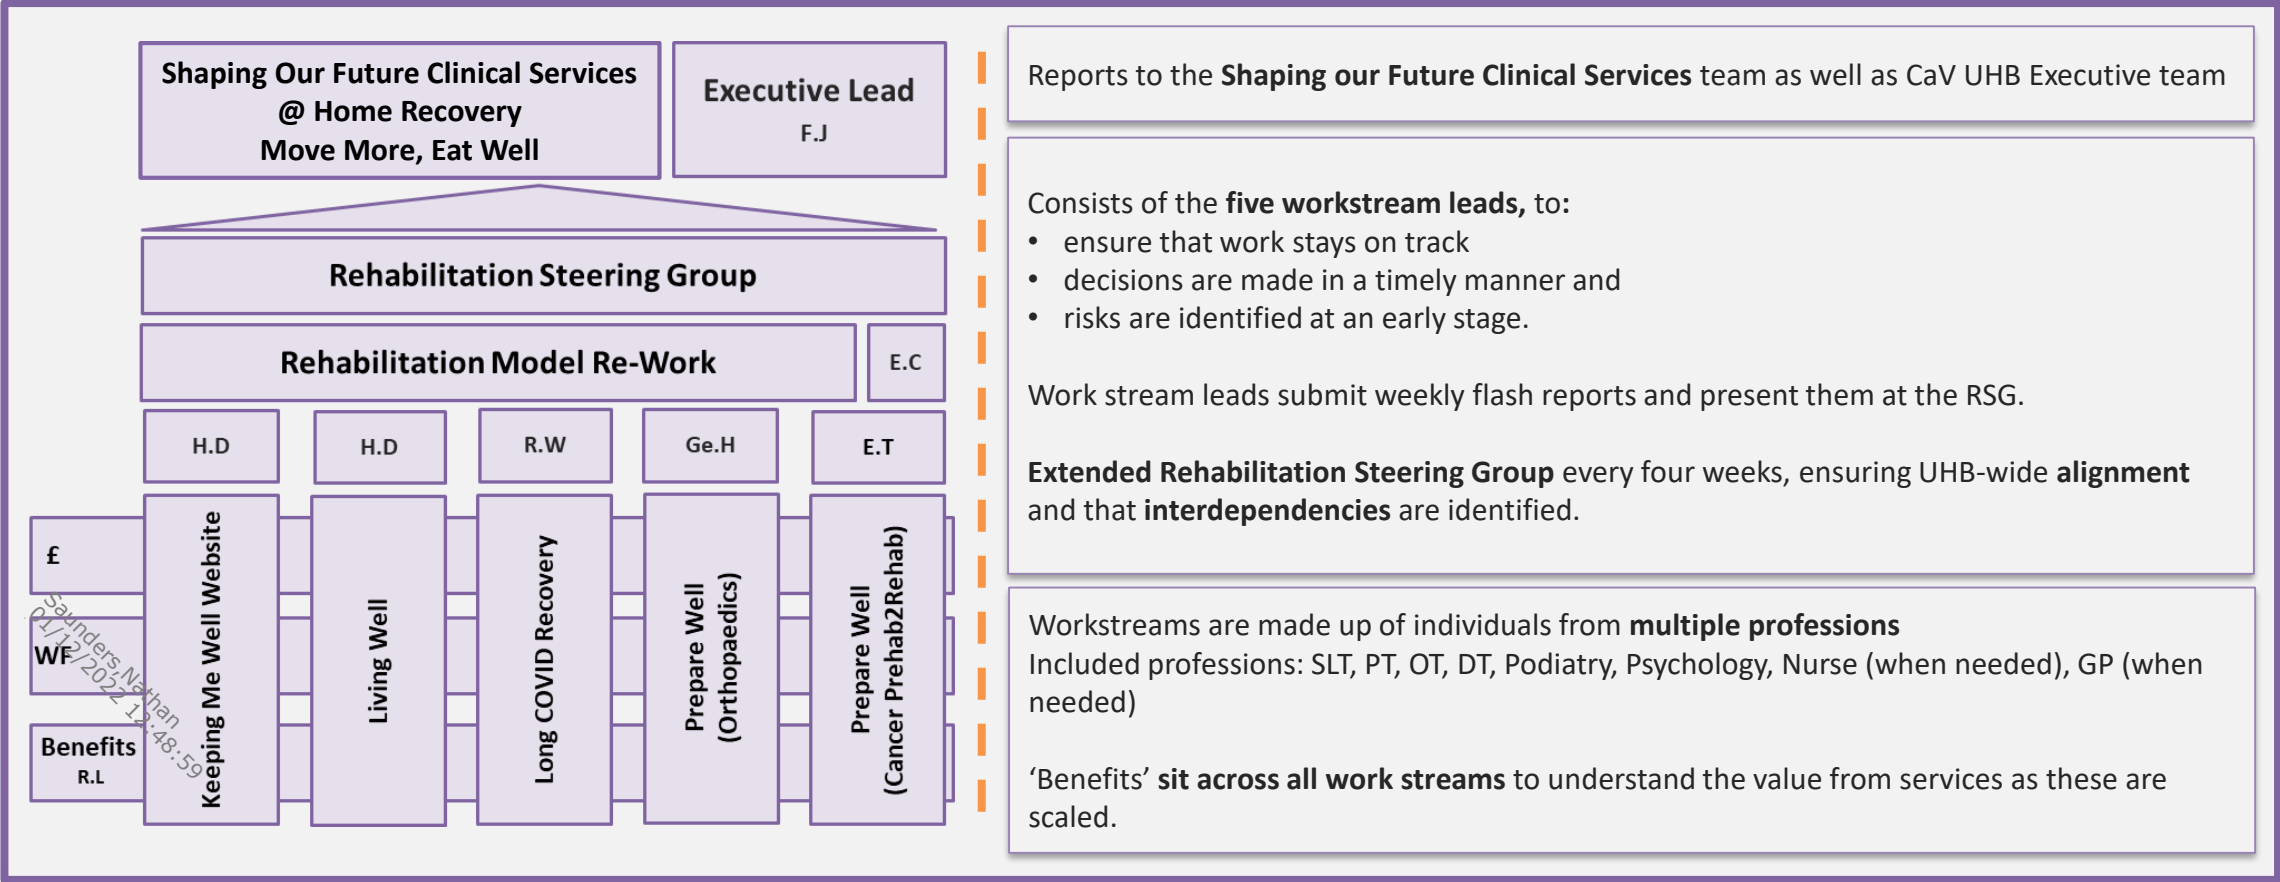 Shaping Our Future Clinical Services
@ Home Recovery
Move More, Eat Well
Executive Lead
F.J
Rehabilitation Steering Group
Rehabilitation Model Re-Work
E.C
H.D
H.D
R.W
Ge.H
E.T
£
WF
Benefits
R.L
Keeping Me Well Website
Living Well
Long COVID Recovery
Prepare Well
(Orthopaedics)
Prepare Well
(Cancer Prehab2Rehab)
Saunders,Nathan
01/12/2022 12:48:59
Reports to the Shaping our Future Clinical Services team as well as CaV UHB Executive team
Consists of the five workstream leads, to:
• ensure that work stays on track
• decisions are made in a timely manner and
• risks are identified at an early stage.
Work stream leads submit weekly flash reports and present them at the RSG.
Extended Rehabilitation Steering Group every four weeks, ensuring UHB-wide alignment
and that interdependencies are identified.
Workstreams are made up of individuals from multiple professions
Included professions: SLT, PT, OT, DT, Podiatry, Psychology, Nurse (when needed), GP (when
needed)
‘Benefits’ sit across all work streams to understand the value from services as these are
scaled.